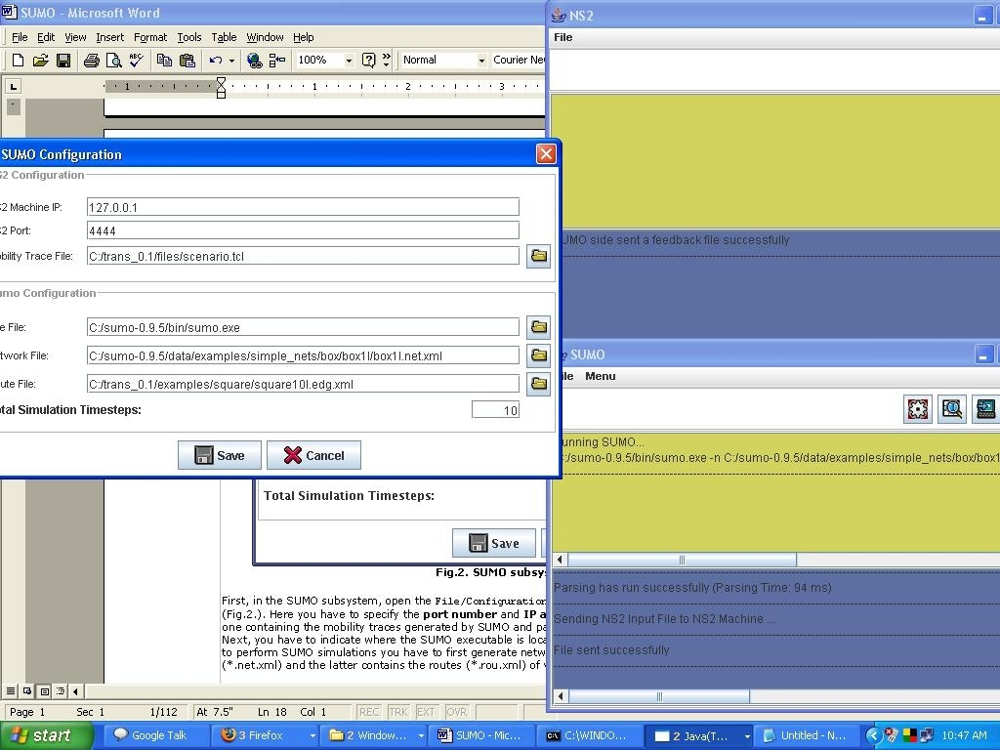 SUMO - Microsoft Word
File Edit View Insert Format Tools Table Window Help
100% Normal Courier New
1 1 2 3
SUMO Configuration
S2 Configuration
S2 Machine IP: 127.0.0.1
S2 Port: 4444
obility Trace File: C:/trans_0.1/files/scenario.tcl
umo Configuration
e File: C:/sumo-0.9.5/bin/sumo.exe
twork File: C:/sumo-0.9.5/data/examples/simple_nets/box/box1l/box1l.net.xml
ute File: C:/trans_0.1/examples/square/square10l.edg.xml
tal Simulation Timesteps: 10
Save Cancel
Total Simulation Timesteps:
Save
Fig.2. SUMO subsys
First, in the SUMO subsystem, open the File/Configuration
(Fig.2.). Here you have to specify the port number and IP a
one containing the mobility traces generated by SUMO and pa
Next, you have to indicate where the SUMO executable is loca
to perform SUMO simulations you have to first generate netw
(*.net.xml) and the latter contains the routes (*.rou.xml) of v
NS2
File
UMO side sent a feedback file successfully
SUMO
ile Menu
unning SUMO...
:/sumo-0.9.5/bin/sumo.exe -n C:/sumo-0.9.5/data/examples/simple_nets/box/box1
Parsing has run successfully (Parsing Time: 94 ms)
Sending NS2 Input File to NS2 Machine ...
File sent successfully
Page 1 Sec 1 1/112 At 7.5" Ln 18 Col 1 REC TRK EXT OVR
start Google Talk 3 Firefox 2 Window... SUMO - Mic... C:\WINDO... 2 Java(T... Untitled - N... 10:47 AM